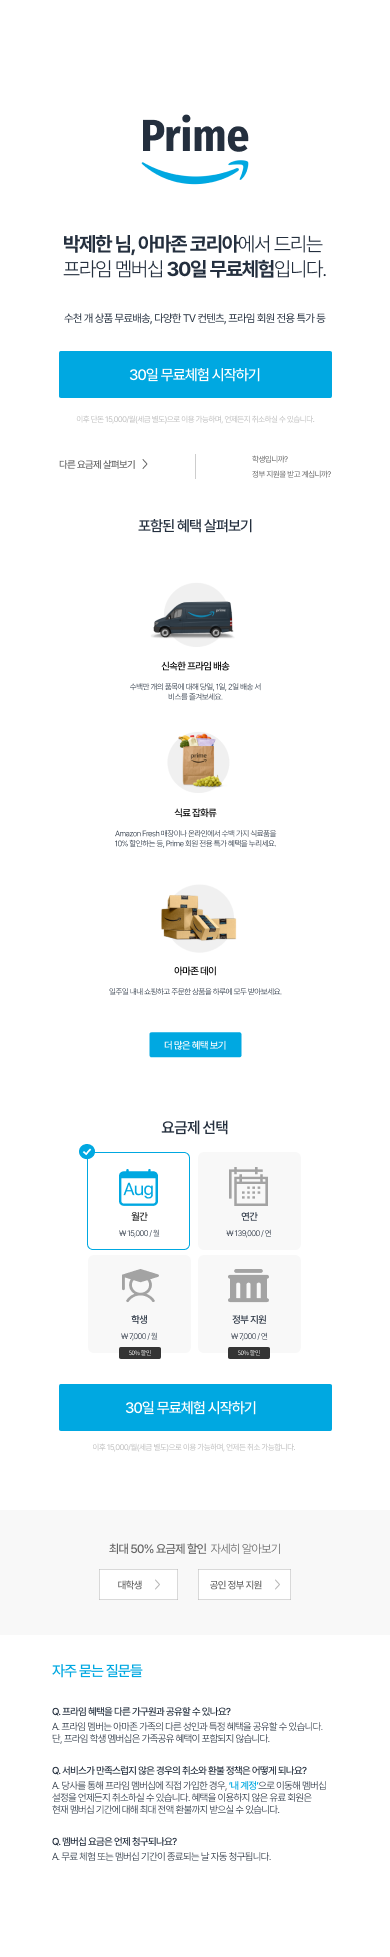 Prime
박제한 님, 아마존 코리아에서 드리는
프라임 멤버십 30일 무료체험입니다.
수천 개 상품 무료배송, 다양한 TV 컨텐츠, 프라임 회원 전용 특가 등
30일 무료체험 시작하기
이후 단돈 15,000/월(세금 별도)으로 이용 가능하며, 언제든지 취소하실 수 있습니다.
다른 요금제 살펴보기
학생입니까?
정부 지원을 받고 계십니까?
포함된 혜택 살펴보기
prime
신속한 프라임 배송
수백만 개의 품목에 대해 당일, 1일, 2일 배송 서
비스를 즐겨보세요.
prime
식료 잡화류
Amazon Fresh 매장이나 온라인에서 수백 가지 식료품을
10% 할인하는 등, Prime 회원 전용 특가 혜택을 누리세요.
아마존 데이
일주일 내내 쇼핑하고 주문한 상품을 하루에 모두 받아보세요.
더 많은 혜택 보기
요금제 선택
Aug
월간
₩15,000 / 월
연간
₩139,000 / 연
학생
₩7,000 / 월
50% 할인
정부 지원
₩7,000 / 연
50% 할인
30일 무료체험 시작하기
이후 15,000/월(세금 별도)으로 이용 가능하며, 언제든 취소 가능합니다.
최대 50% 요금제 할인 자세히 알아보기
대학생
공인 정부 지원
자주 묻는 질문들
Q. 프라임 혜택을 다른 가구원과 공유할 수 있나요?
A. 프라임 멤버는 아마존 가족의 다른 성인과 특정 혜택을 공유할 수 있습니다.
단, 프라임 학생 멤버십은 가족공유 혜택이 포함되지 않습니다.
Q. 서비스가 만족스럽지 않은 경우의 취소와 환불 정책은 어떻게 되나요?
A. 당사를 통해 프라임 멤버십에 직접 가입한 경우, '내 계정'으로 이동해 멤버십
설정을 언제든지 취소하실 수 있습니다. 혜택을 이용하지 않은 유료 회원은
현재 멤버십 기간에 대해 최대 전액 환불까지 받으실 수 있습니다.
Q. 멤버십 요금은 언제 청구되나요?
A. 무료 체험 또는 멤버십 기간이 종료되는 날 자동 청구됩니다.